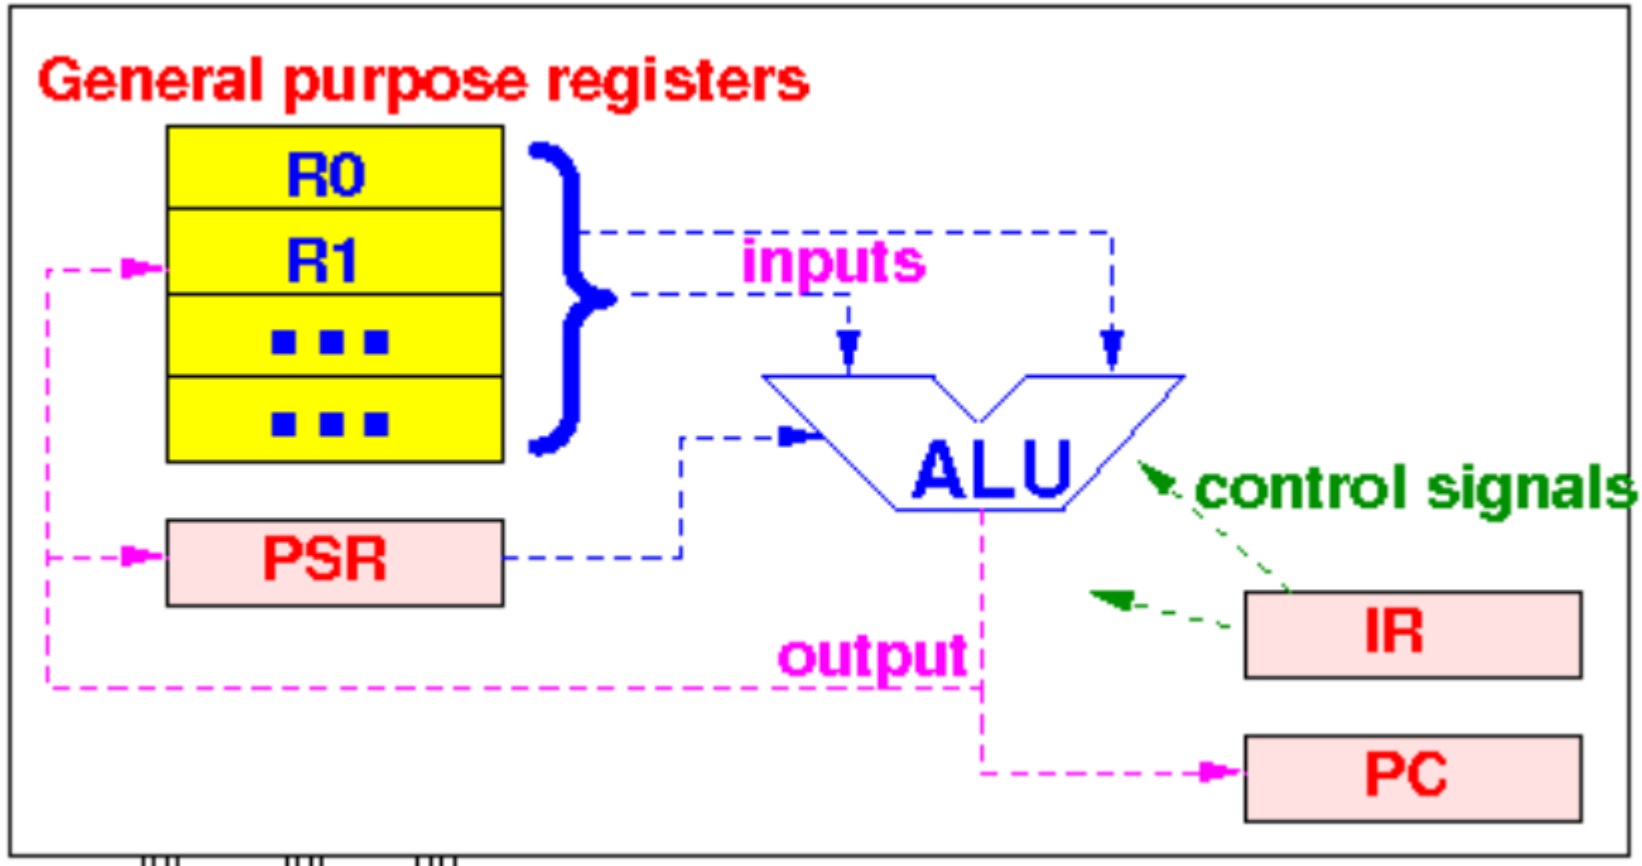 General purpose registers
R0
R1
...
...
inputs
ALU
control signals
PSR
IR
output
PC